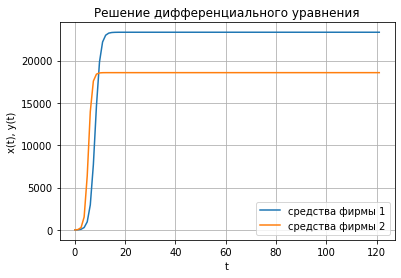 Решение дифференциального уравнения
x(t), y(t)
20000
15000
10000
5000
0
0 20 40 60 80 100 120
t
средства фирмы 1
средства фирмы 2